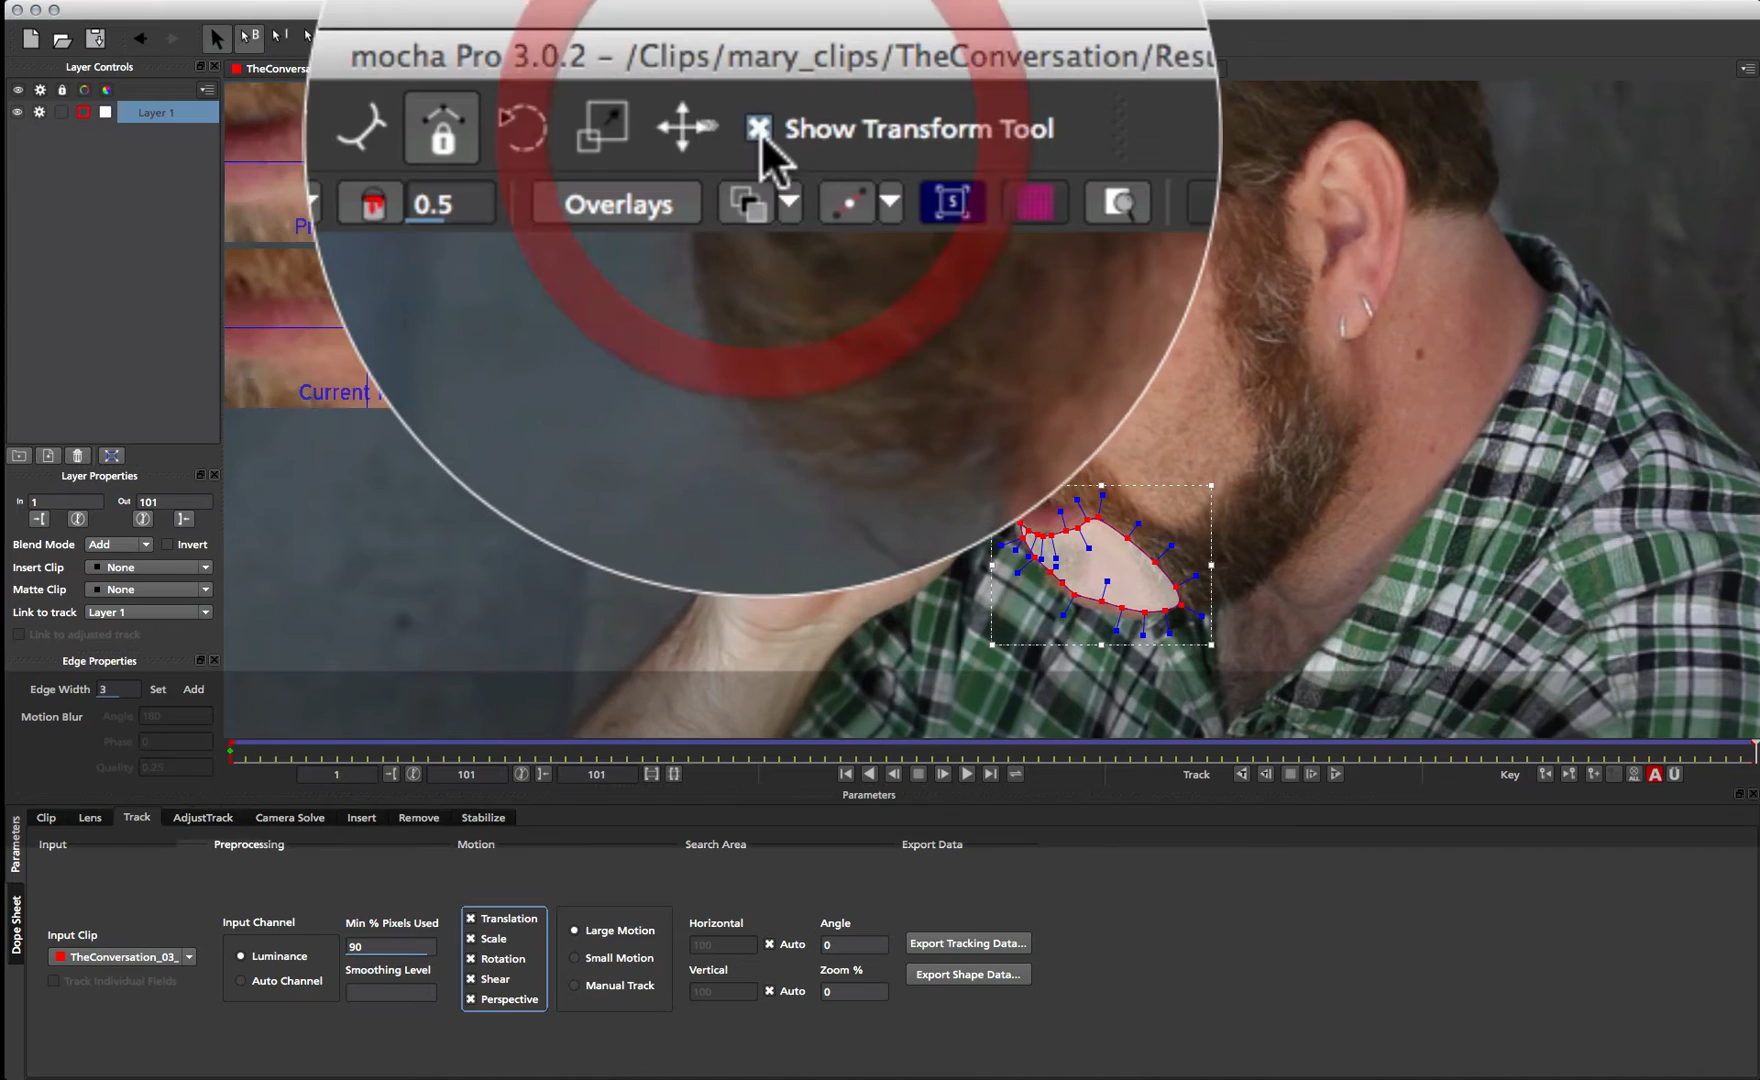 mocha Pro 3.0.2 – /Clips/mary_clips/TheConversation/Resu
B
I
Show Transform Tool
0.5
Overlays
S
Layer Controls
TheConversa
Layer 1
Current
Layer Properties
In 1 Out 101
Blend Mode Add Invert
Insert Clip None
Matte Clip None
Link to track Layer 1
Link to adjusted track
Edge Properties
Edge Width 3 Set Add
Motion Blur Angle 180
Phase 0
Quality 0.25
1 101 101 Track Key ALL A Ü
Parameters
Clip Lens Track AdjustTrack Camera Solve Insert Remove Stabilize
Parameters
Dope Sheet
Input Preprocessing Motion Search Area Export Data
Input Clip
TheConversation_03_
Track Individual Fields
Input Channel
Luminance
Auto Channel
Min % Pixels Used
90
Smoothing Level
Translation
Scale
Rotation
Shear
Perspective
Large Motion
Small Motion
Manual Track
Horizontal
100 Auto
Vertical
100 Auto
Angle
0
Zoom %
0
Export Tracking Data...
Export Shape Data...